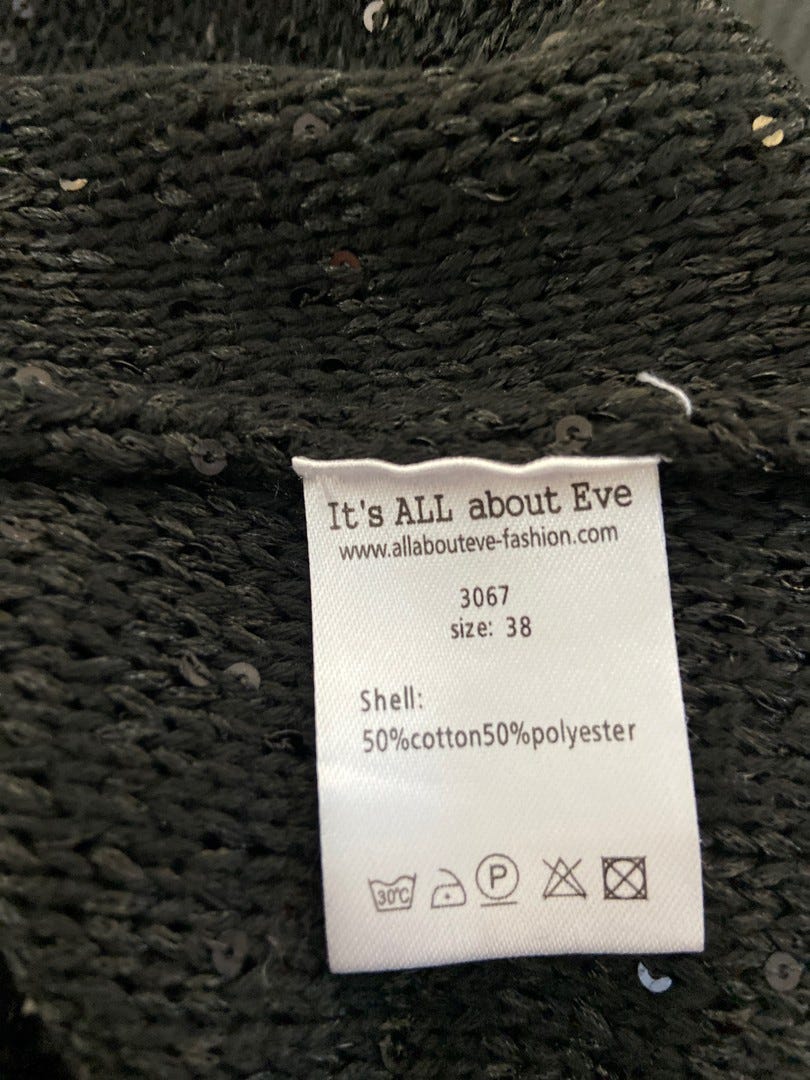 It's ALL about Eve
www.allabouteve-fashion.com
3067
size: 38
Shell:
50%cotton50%polyester
30°C P